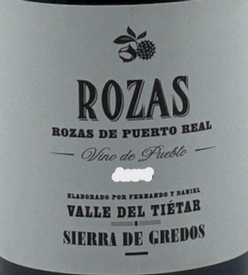 ROZAS
ROZAS DE PUERTO REAL
Vino de Pueblo
ELABORADO POR FERNANDO Y DANIEL
VALLE DEL TIÉTAR
SIERRA DE GREDOS